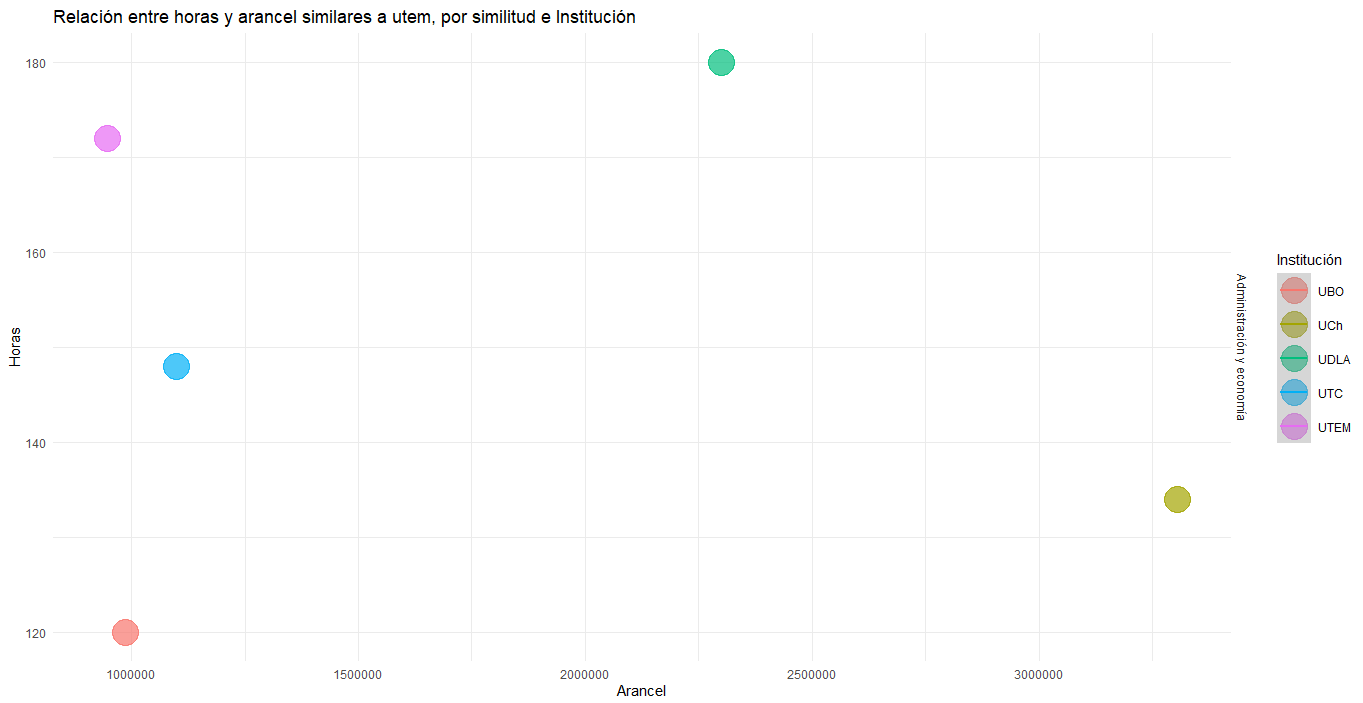 Relación entre horas y arancel similares a utem, por similitud e Institución
180
160
140
120
Horas
1000000
1500000
2000000
2500000
3000000
Arancel
Administración y economía
Institución
UBO
UCh
UDLA
UTC
UTEM